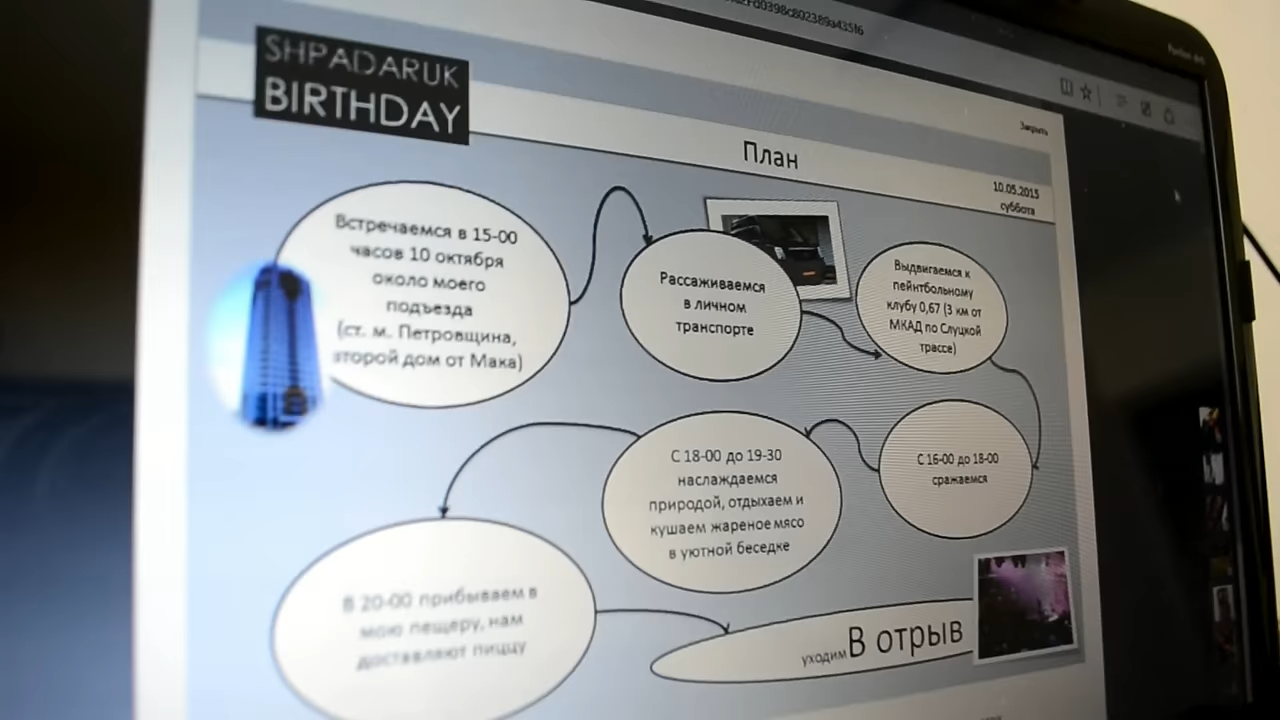 SHPADARUK
BIRTHDAY
Закрыть
План
10.05.2015
суббота
Встречаемся в 15-00
часов 10 октября
около моего
подъезда
(ст. м. Петровщина,
второй дом от Мака)
Рассаживаемся
в личном
транспорте
Выдвигаемся к
пейнтбольному
клубу 0,67 (3 км от
МКАД по Слуцкой
трассе)
С 16-00 до 18-00
сражаемся
С 18-00 до 19-30
наслаждаемся
природой, отдыхаем и
кушаем жареное мясо
в уютной беседке
В 20-00 прибываем в
мою пещеру, нам
доставляют пиццу
уходим В отрыв